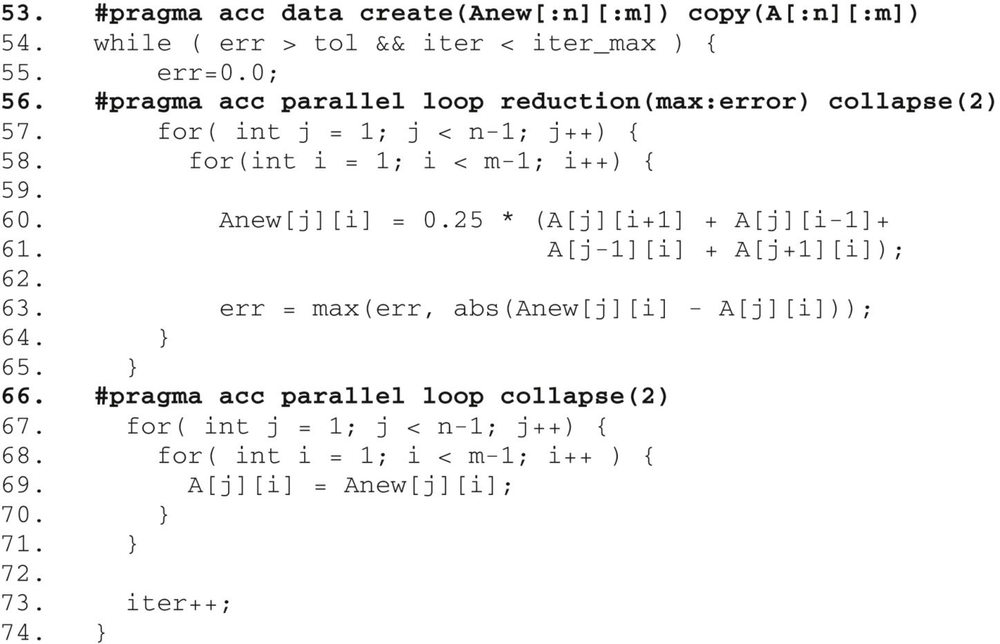 53. #pragma acc data create(Anew[:n][:m]) copy(A[:n][:m])
54. while ( err > tol && iter < iter_max ) {
55. err=0.0;
56. #pragma acc parallel loop reduction(max:error) collapse(2)
57. for( int j = 1; j < n-1; j++) {
58. for(int i = 1; i < m-1; i++) {
59.
60. Anew[j][i] = 0.25 * (A[j][i+1] + A[j][i-1]+
61. A[j-1][i] + A[j+1][i]);
62.
63. err = max(err, abs(Anew[j][i] - A[j][i]));
64. }
65. }
66. #pragma acc parallel loop collapse(2)
67. for( int j = 1; j < n-1; j++) {
68. for( int i = 1; i < m-1; i++ ) {
69. A[j][i] = Anew[j][i];
70. }
71. }
72.
73. iter++;
74. }